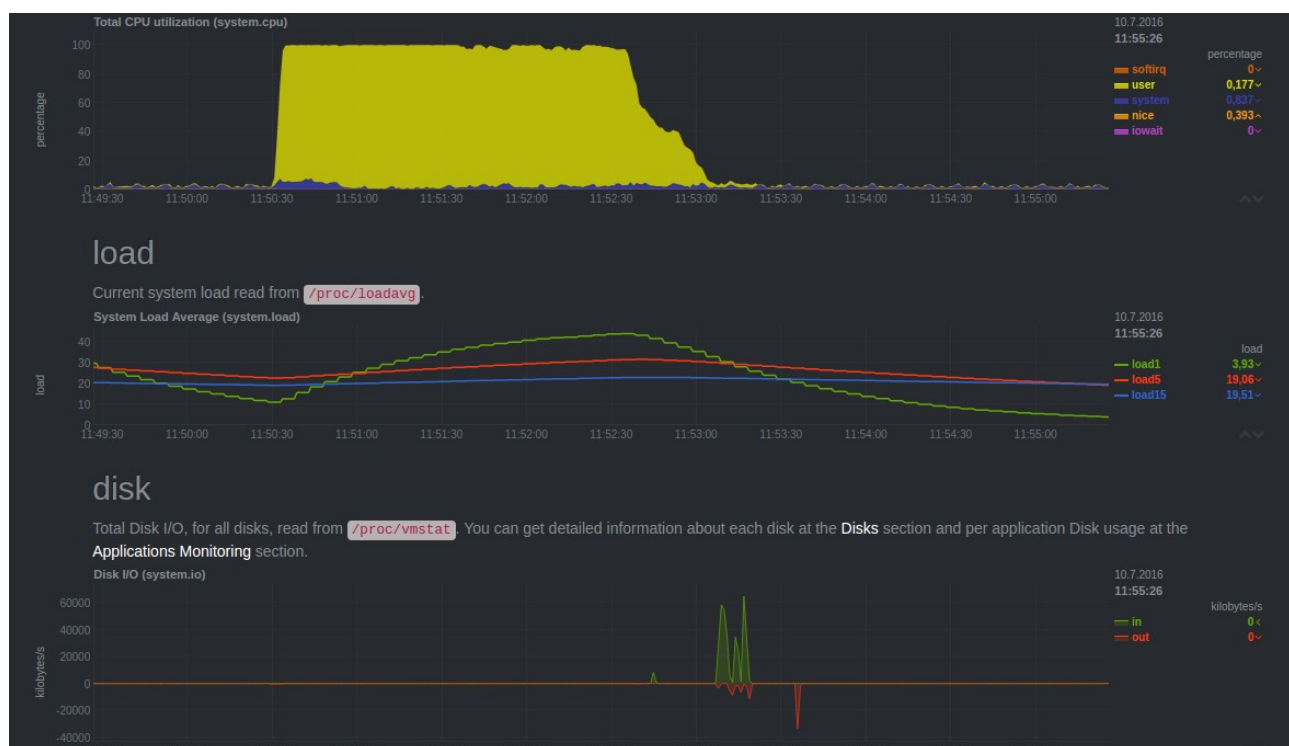 Total CPU utilization (system.cpu)
10.7.2016
11:55:26
percentage
percentage
100
80
60
40
20
0
softirq 0
user 0,177
system 0,837
nice 0,393
iowait 0
11:49:30 11:50:00 11:50:30 11:51:00 11:51:30 11:52:00 11:52:30 11:53:00 11:53:30 11:54:00 11:54:30 11:55:00
load
Current system load read from /proc/loadavg.
System Load Average (system.load)
10.7.2016
11:55:26
load
load
40
30
20
10
0
load1 3,93
load5 19,06
load15 19,51
11:49:30 11:50:00 11:50:30 11:51:00 11:51:30 11:52:00 11:52:30 11:53:00 11:53:30 11:54:00 11:54:30 11:55:00
disk
Total Disk I/O, for all disks, read from /proc/vmstat. You can get detailed information about each disk at the Disks section and per application Disk usage at the
Applications Monitoring section.
Disk I/O (system.io)
10.7.2016
11:55:26
kilobytes/s
kilobytes/s
60000
40000
20000
0
-20000
-40000
in 0
out 0